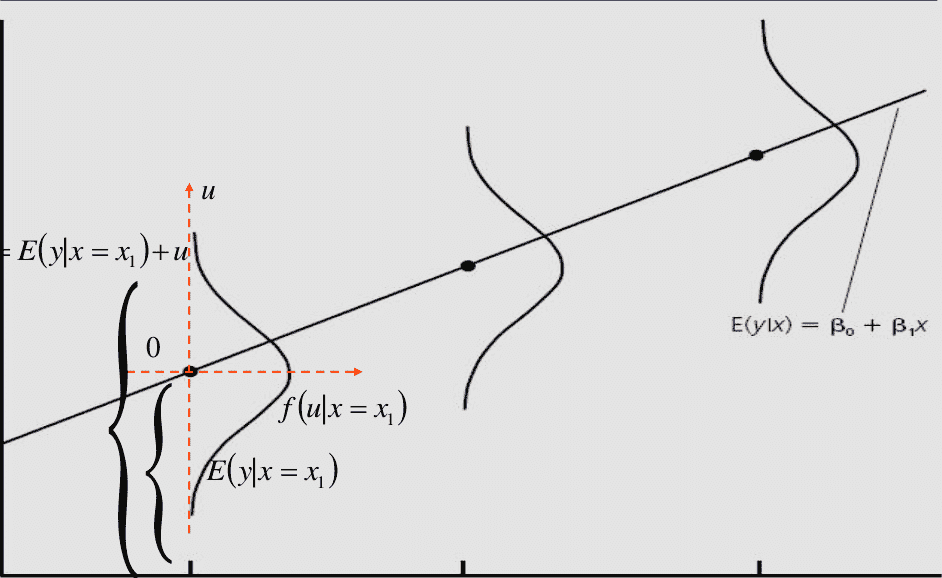 u
= E(y|x = x₁)+u
0
E(y|x) = β₀ + β₁x
f(u|x = x₁)
E(y|x = x₁)